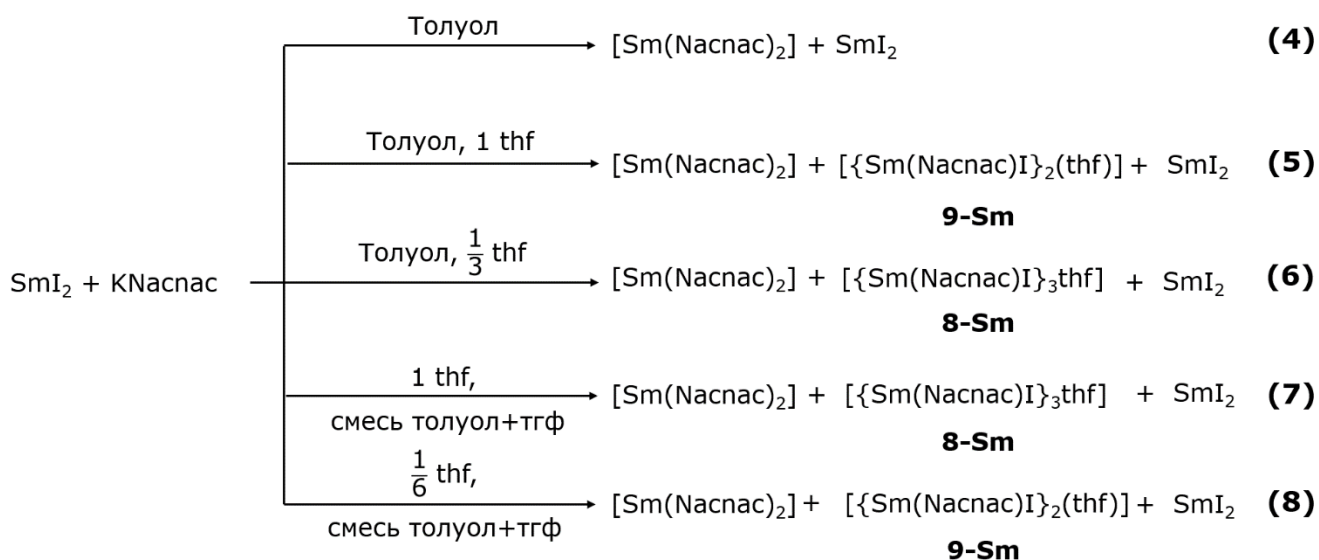 Толуол
[Sm(Nacnac)₂] + SmI₂ (4)
Толуол, 1 thf
[Sm(Nacnac)₂] + [{Sm(Nacnac)I}₂(thf)] + SmI₂ (5)
9-Sm
SmI₂ + KNacnac
Толуол, 1/3 thf
[Sm(Nacnac)₂] + [{Sm(Nacnac)I}₃thf] + SmI₂ (6)
8-Sm
1 thf,
смесь толуол+тгф
[Sm(Nacnac)₂] + [{Sm(Nacnac)I}₃thf] + SmI₂ (7)
8-Sm
1/6 thf,
смесь толуол+тгф
[Sm(Nacnac)₂] + [{Sm(Nacnac)I}₂(thf)] + SmI₂ (8)
9-Sm